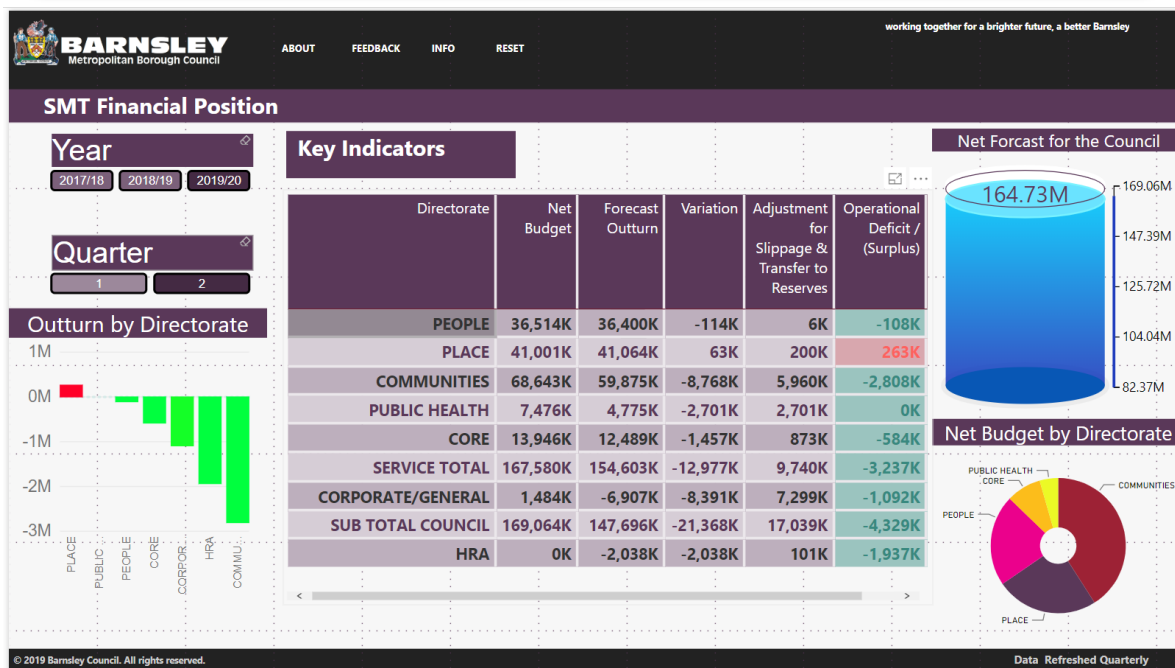 BARNSLEY
Metropolitan Borough Council
ABOUT FEEDBACK INFO RESET
working together for a brighter future, a better Barnsley
SMT Financial Position
Year
2017/18 2018/19 2019/20
Quarter
1 2
Outturn by Directorate
1M
0M
-1M
-2M
-3M
PLACE
PUBLIC ...
PEOPLE
CORE
CORPOR...
HRA
COMMU...
Key Indicators
Directorate Net Budget Forecast Outturn Variation Adjustment for Slippage & Transfer to Reserves Operational Deficit / (Surplus)
PEOPLE 36,514K 36,400K -114K 6K -108K
PLACE 41,001K 41,064K 63K 200K 263K
COMMUNITIES 68,643K 59,875K -8,768K 5,960K -2,808K
PUBLIC HEALTH 7,476K 4,775K -2,701K 2,701K 0K
CORE 13,946K 12,489K -1,457K 873K -584K
SERVICE TOTAL 167,580K 154,603K -12,977K 9,740K -3,237K
CORPORATE/GENERAL 1,484K -6,907K -8,391K 7,299K -1,092K
SUB TOTAL COUNCIL 169,064K 147,696K -21,368K 17,039K -4,329K
HRA 0K -2,038K -2,038K 101K -1,937K
Net Forcast for the Council
164.73M
169.06M
147.39M
125.72M
104.04M
82.37M
Net Budget by Directorate
PUBLIC HEALTH
CORE
COMMUNITIES
PEOPLE
PLACE
© 2019 Barnsley Council. All rights reserved.
Data Refreshed Quarterly